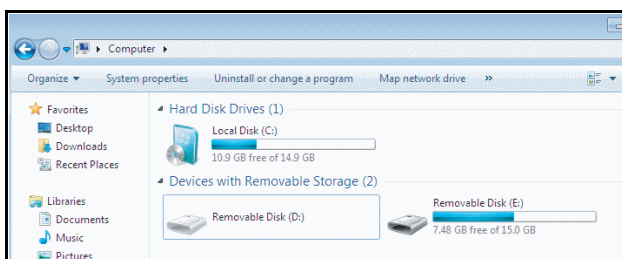 Computer
Organize System properties Uninstall or change a program Map network drive »
Favorites
Desktop
Downloads
Recent Places
Libraries
Documents
Music
Pictures
Hard Disk Drives (1)
Local Disk (C:)
10.9 GB free of 14.9 GB
Devices with Removable Storage (2)
Removable Disk (D:)
Removable Disk (E:)
7.48 GB free of 15.0 GB